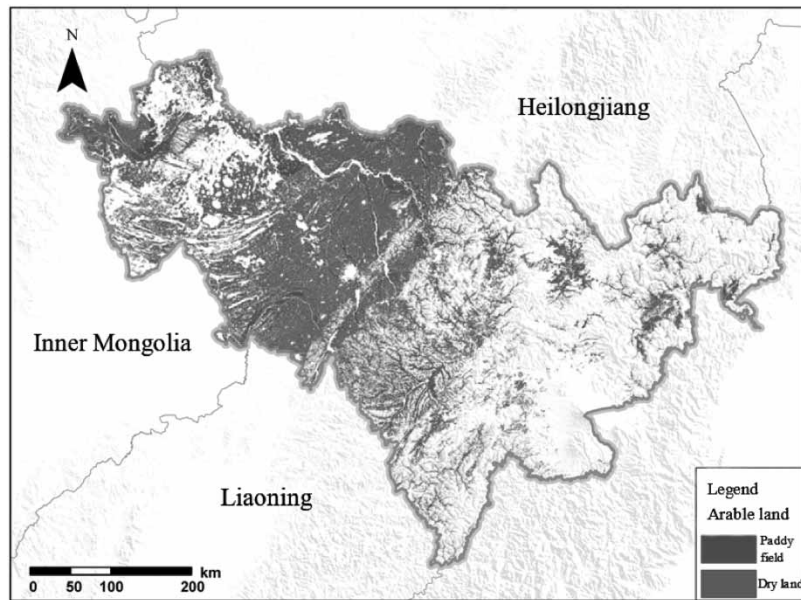 N
Heilongjiang
Inner Mongolia
Liaoning
Legend
Arable land
Paddy
field
Dry land
km
0 50 100 200